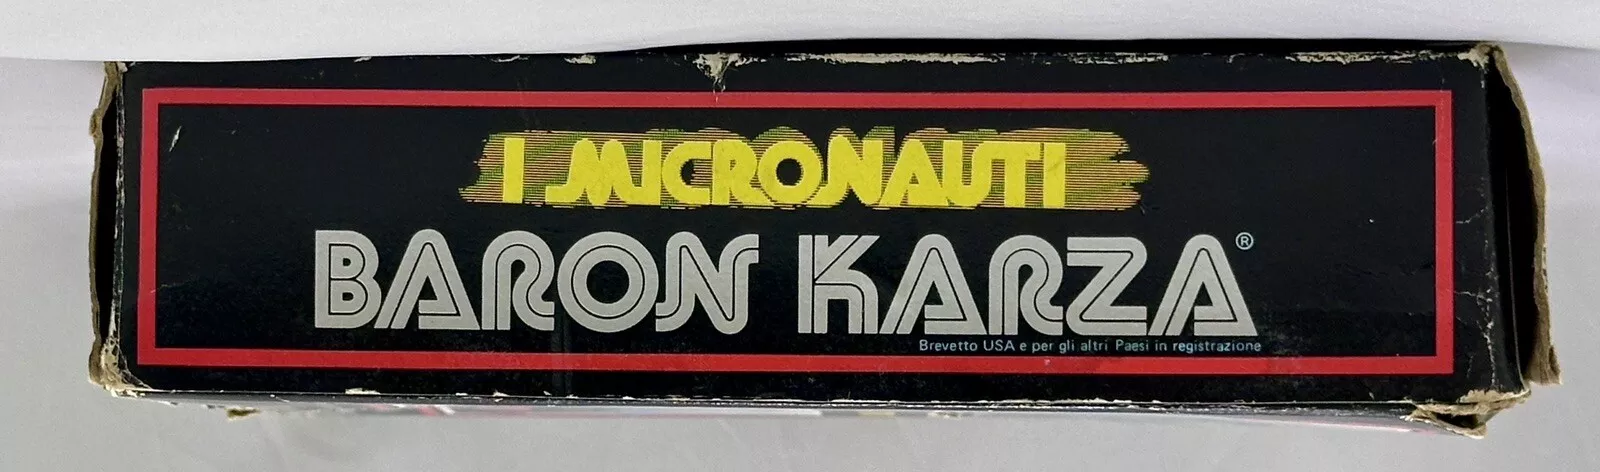 I MICRONAUTI
BARON KARZA®
Brevetto USA e per gli altri Paesi in registrazione